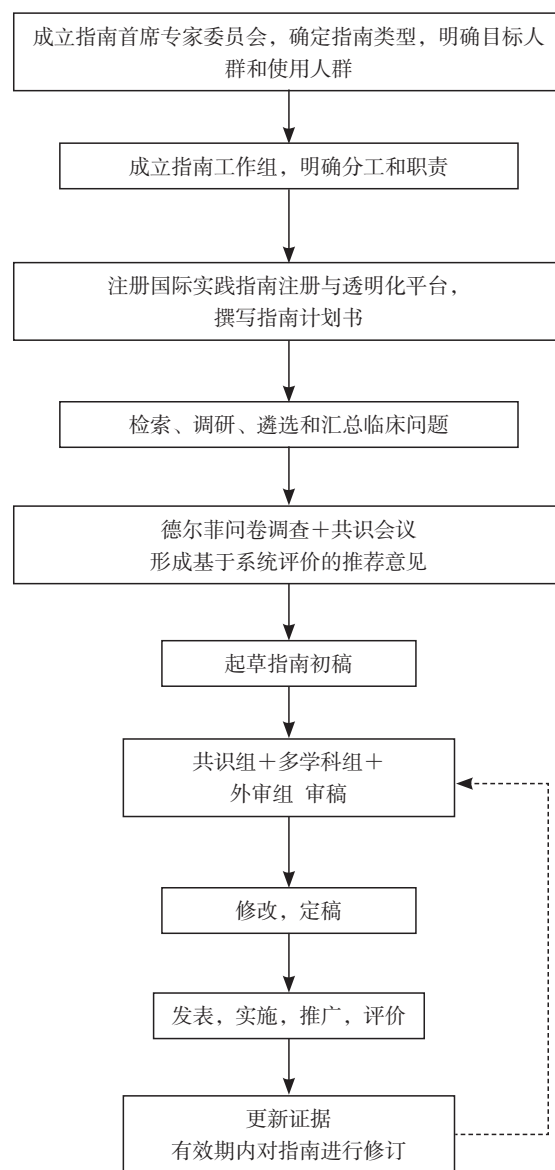 成立指南首席专家委员会，确定指南类型，明确目标人
群和使用人群
成立指南工作组，明确分工和职责
注册国际实践指南注册与透明化平台，
撰写指南计划书
检索、调研、遴选和汇总临床问题
德尔菲问卷调查＋共识会议
形成基于系统评价的推荐意见
起草指南初稿
共识组＋多学科组＋
外审组 审稿
修改，定稿
发表，实施，推广，评价
更新证据
有效期内对指南进行修订